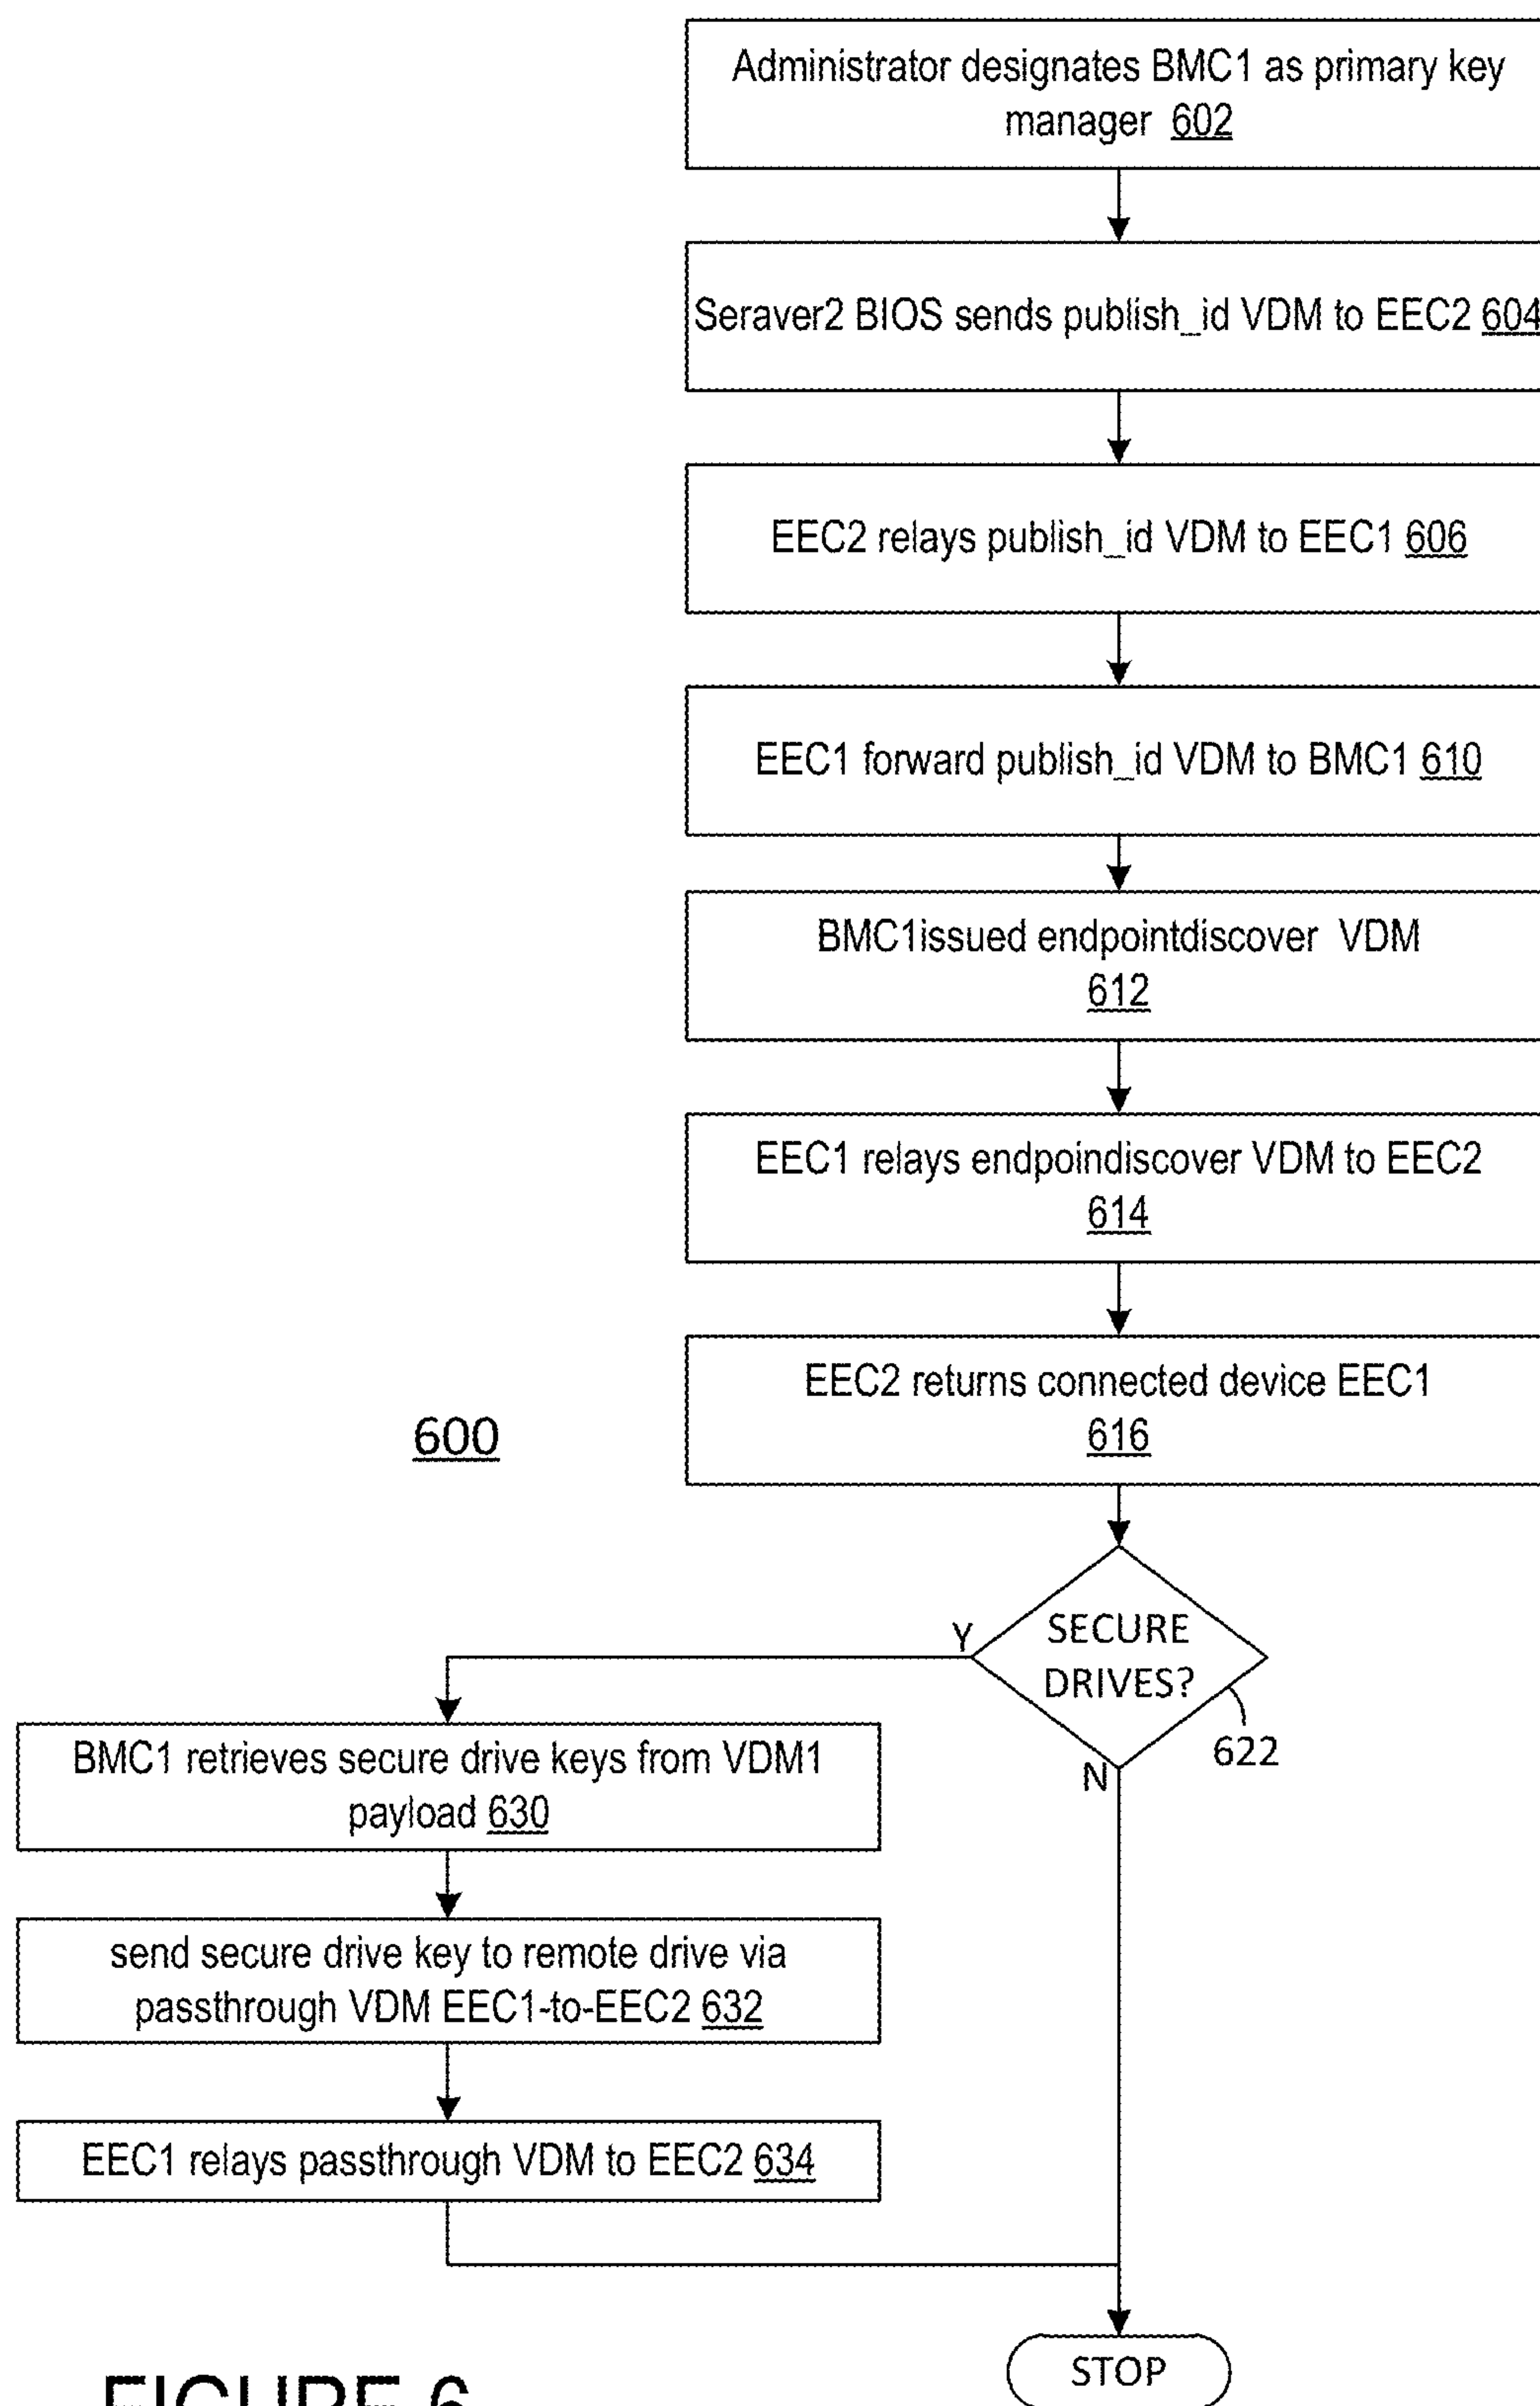 Administrator designates BMC1 as primary key
manager 602
Seraver2 BIOS sends publish_id VDM to EEC2 604
EEC2 relays publish_id VDM to EEC1 606
EEC1 forward publish_id VDM to BMC1 610
BMC1issued endpointdiscover VDM
612
EEC1 relays endpoindiscover VDM to EEC2
614
EEC2 returns connected device EEC1
616
600
SECURE
DRIVES?
Y
622
N
BMC1 retrieves secure drive keys from VDM1
payload 630
send secure drive key to remote drive via
passthrough VDM EEC1-to-EEC2 632
EEC1 relays passthrough VDM to EEC2 634
STOP
FIGURE 6